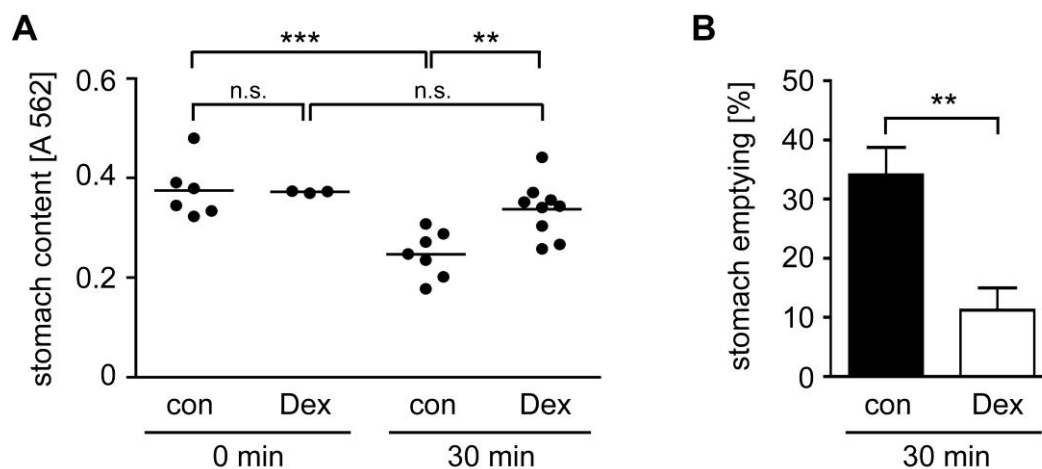 A
*** **
0.6
n.s. n.s.
0.4
0.2
0
stomach content [A 562]
con Dex con Dex
0 min 30 min
B
50
**
40
30
20
10
0
stomach emptying [%]
con Dex
30 min